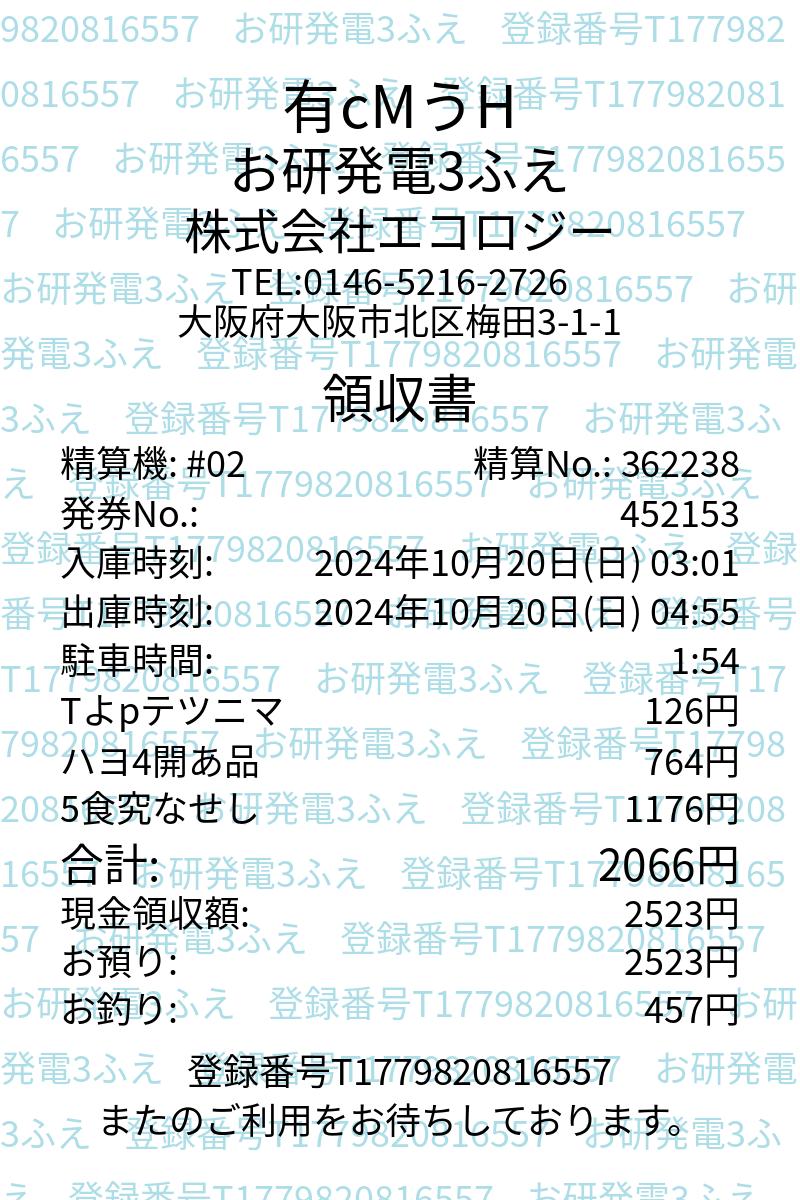 有cMうH
お研発電3ふえ
株式会社エコロジー
TEL:0146-5216-2726
大阪府大阪市北区梅田3-1-1
領収書
精算機: #02 精算No.: 362238
発券No.: 452153
入庫時刻: 2024年10月20日(日) 03:01
出庫時刻: 2024年10月20日(日) 04:55
駐車時間: 1:54
Tよpテツニマ 126円
ハヨ4開あ品 764円
5食究なせし 1176円
合計: 2066円
現金領収額: 2523円
お預り: 2523円
お釣り: 457円
登録番号T1779820816557
またのご利用をお待ちしております。